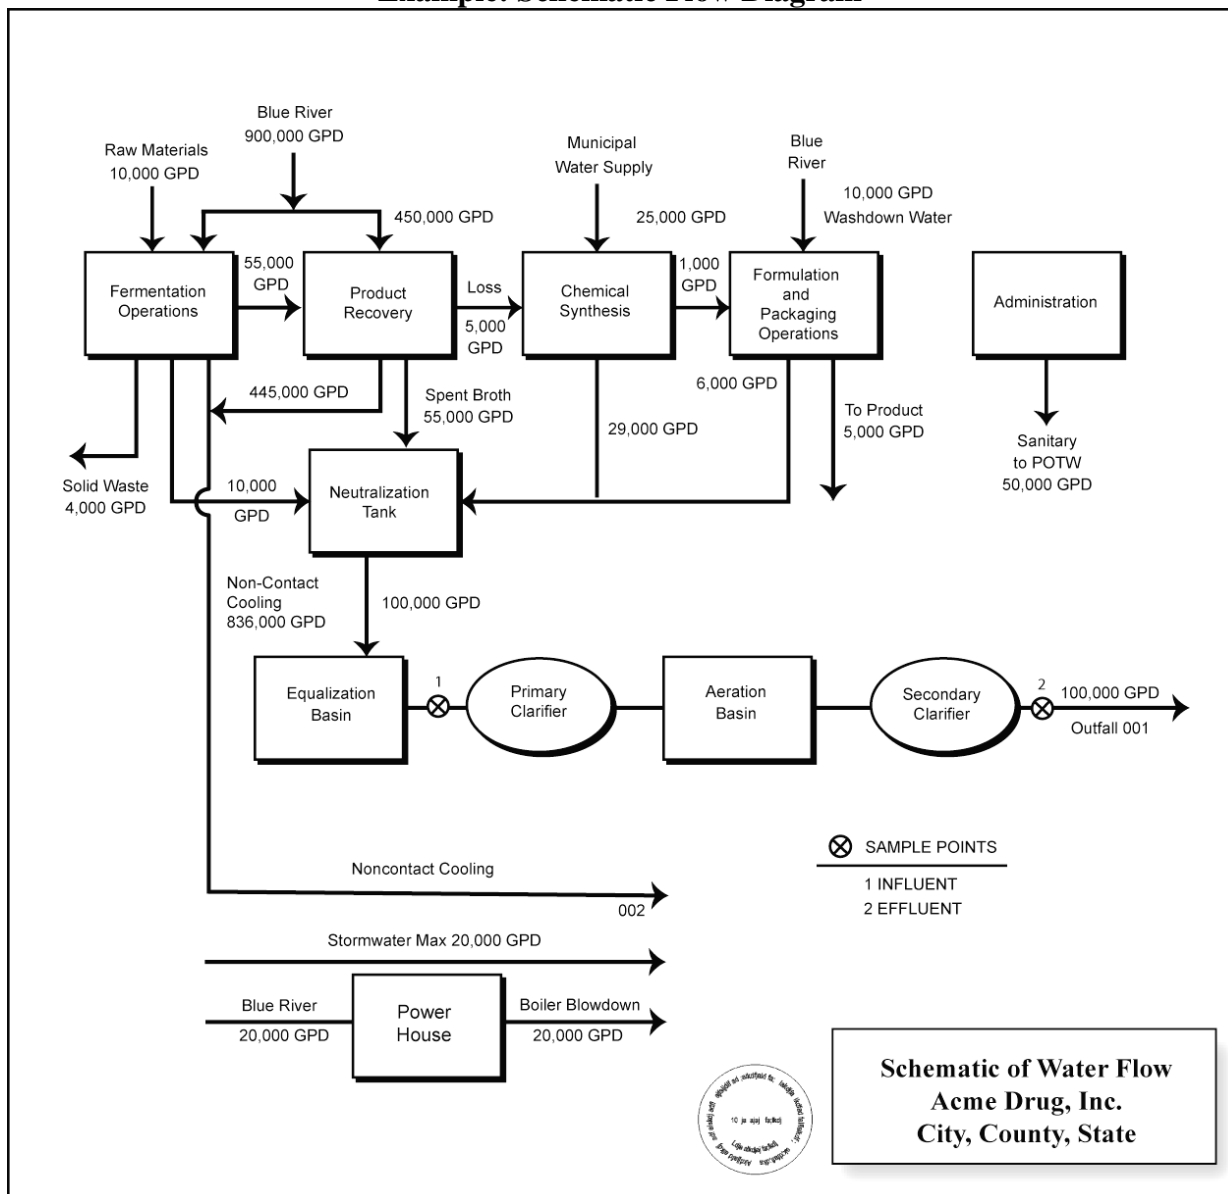 Example: Schematic Flow Diagram
Blue River
900,000 GPD
Raw Materials
10,000 GPD
Municipal
Water Supply
Blue
River
450,000 GPD
25,000 GPD
10,000 GPD
Washdown Water
Fermentation
Operations
55,000
GPD
Product
Recovery
Loss
5,000
GPD
Chemical
Synthesis
1,000
GPD
Formulation
and
Packaging
Operations
Administration
445,000 GPD
Spent Broth
55,000 GPD
29,000 GPD
6,000 GPD
To Product
5,000 GPD
Sanitary
to POTW
50,000 GPD
Solid Waste
4,000 GPD
10,000
GPD
Neutralization
Tank
Non-Contact
Cooling
836,000 GPD
100,000 GPD
Equalization
Basin
1
Primary
Clarifier
Aeration
Basin
Secondary
Clarifier
2
100,000 GPD
Outfall 001
SAMPLE POINTS
1 INFLUENT
2 EFFLUENT
Noncontact Cooling
002
Stormwater Max 20,000 GPD
Blue River
20,000 GPD
Power
House
Boiler Blowdown
20,000 GPD
Schematic of Water Flow
Acme Drug, Inc.
City, County, State